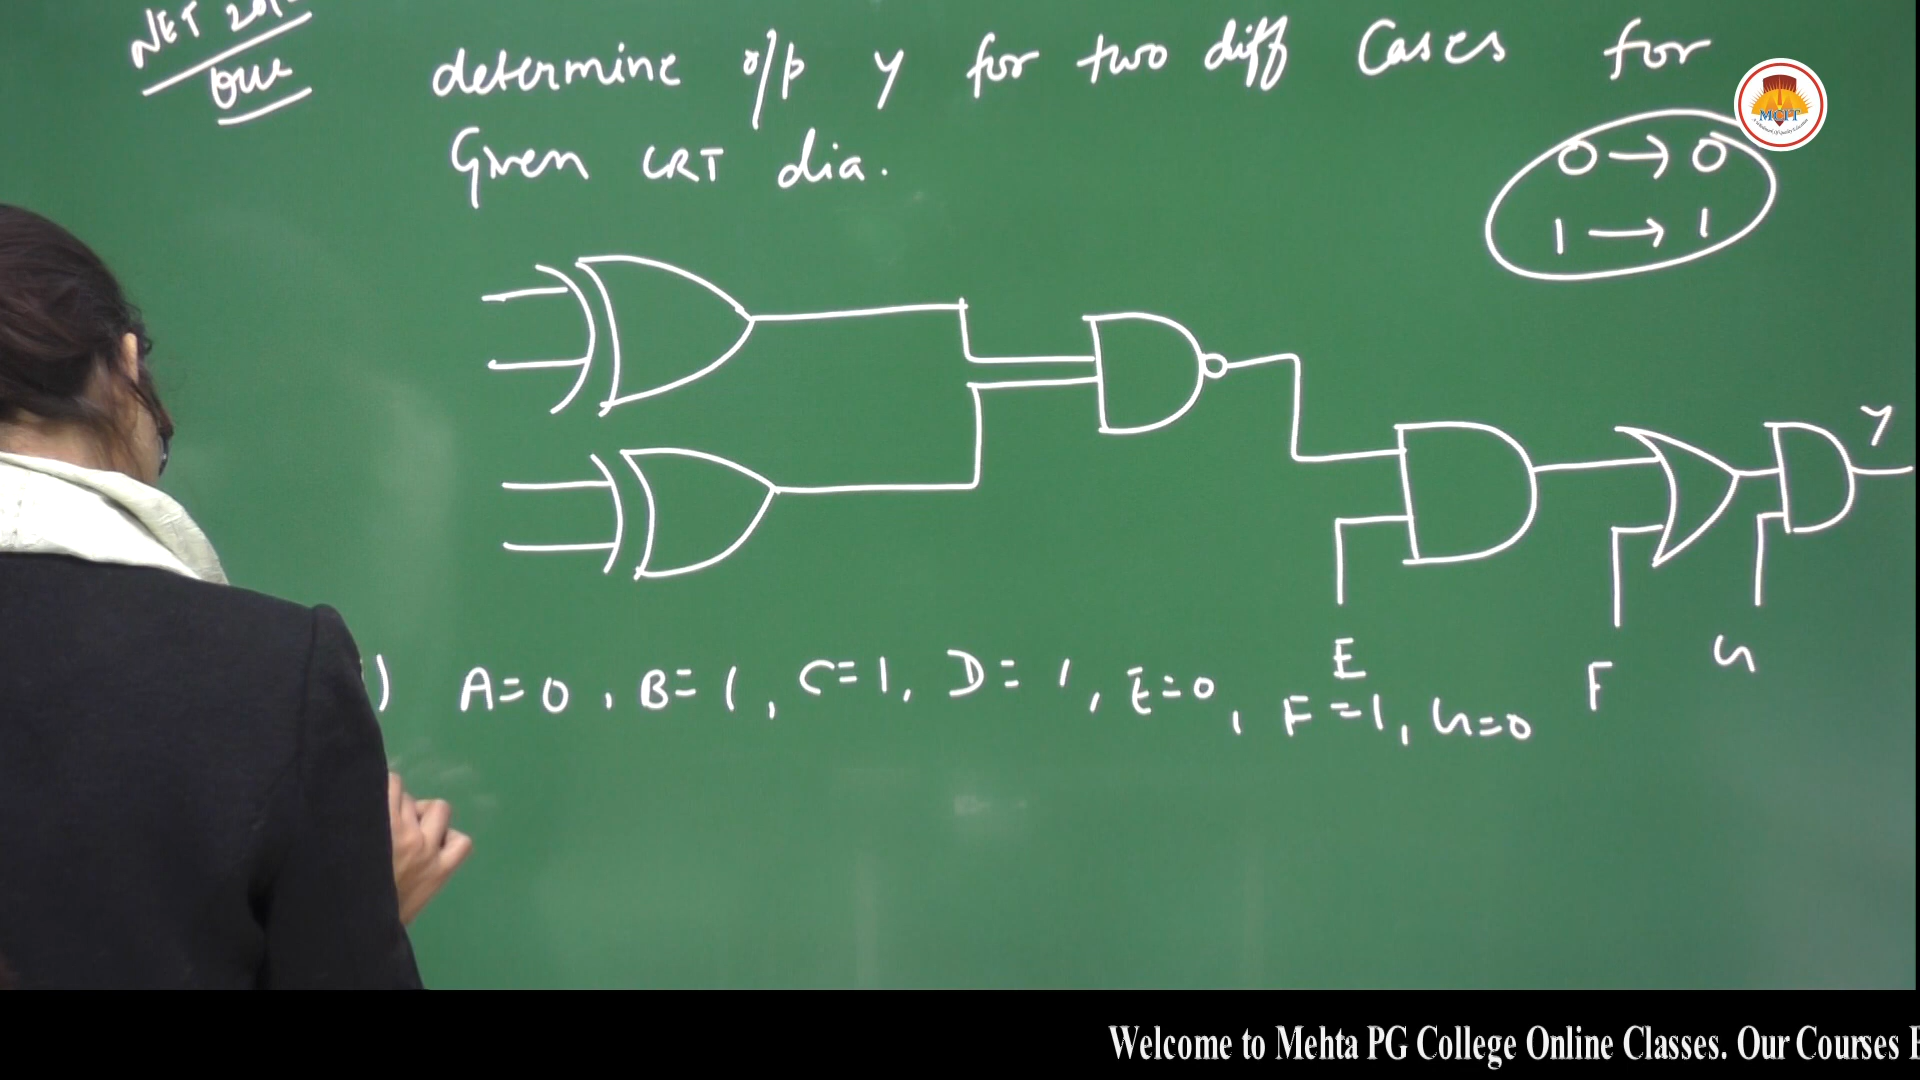 NET
Que
determine o/p y for two diff cases for
Given CRT dia.
0 → 0
1 → 1
MCPT
y
E
F
G
) A=0, B=1, C=1, D=1, E=0, F=1, G=0
Welcome to Mehta PG College Online Classes. Our Courses